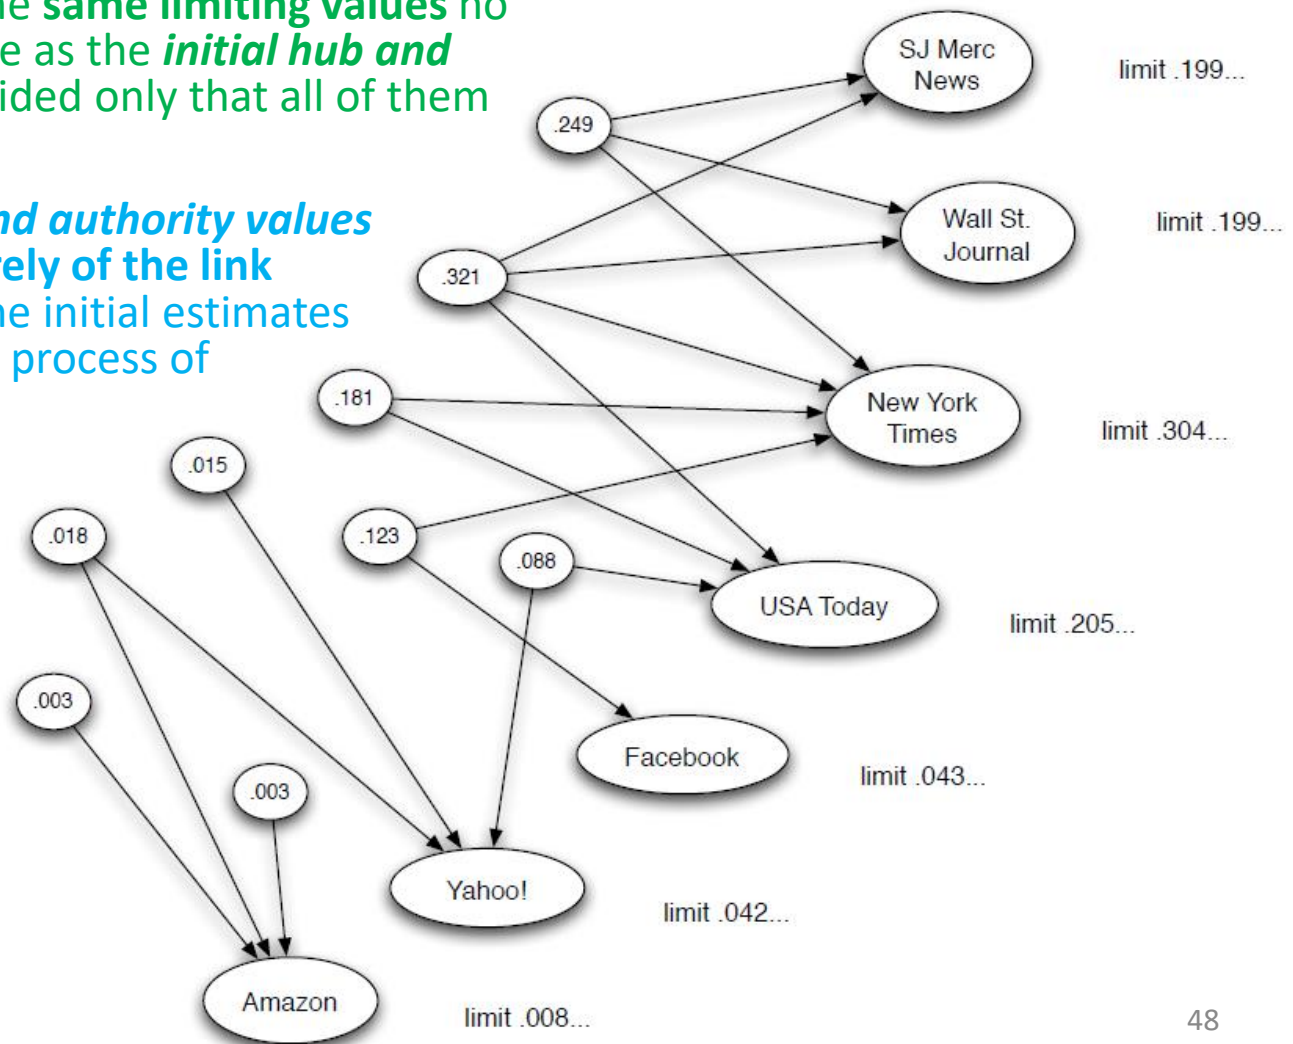 ne same limiting values no
e as the initial hub and
ided only that all of them
nd authority values
rely of the link
he initial estimates
process of
SJ Merc
News
limit .199...
.249
Wall St.
Journal
limit .199...
.321
New York
Times
limit .304...
.181
.015
.018
.123
.088
USA Today
limit .205...
.003
Facebook
limit .043...
.003
Yahoo!
limit .042...
Amazon
limit .008...
48